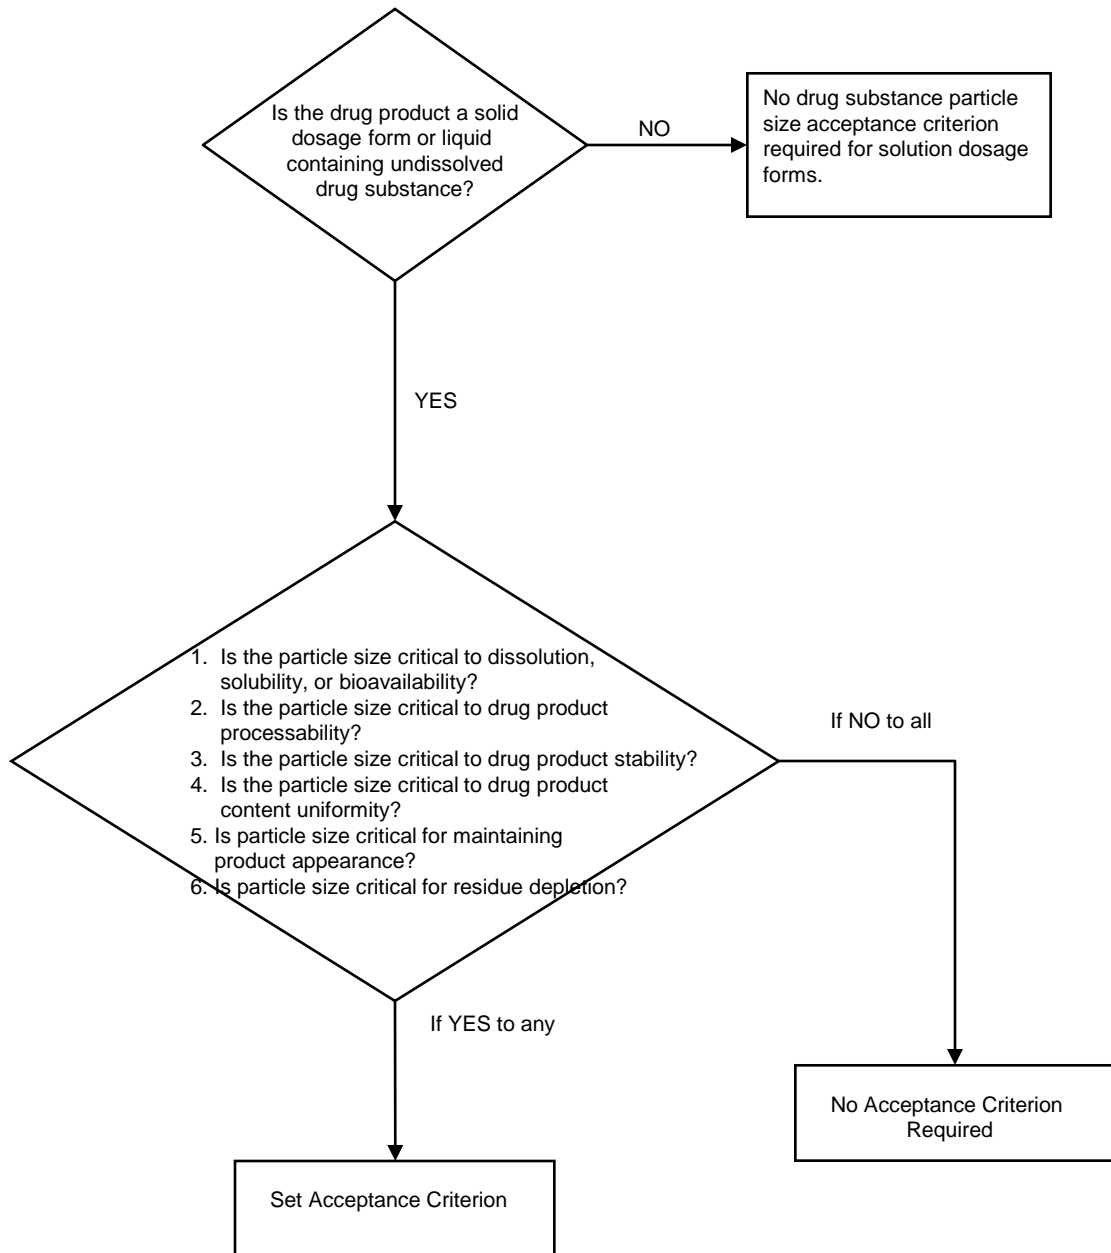 Is the drug product a solid
dosage form or liquid
containing undissolved
drug substance?
NO
No drug substance particle
size acceptance criterion
required for solution dosage
forms.
YES
1. Is the particle size critical to dissolution,
solubility, or bioavailability?
2. Is the particle size critical to drug product
processability?
3. Is the particle size critical to drug product stability?
4. Is the particle size critical to drug product
content uniformity?
5. Is particle size critical for maintaining
product appearance?
6. Is particle size critical for residue depletion?
If NO to all
If YES to any
No Acceptance Criterion
Required
Set Acceptance Criterion